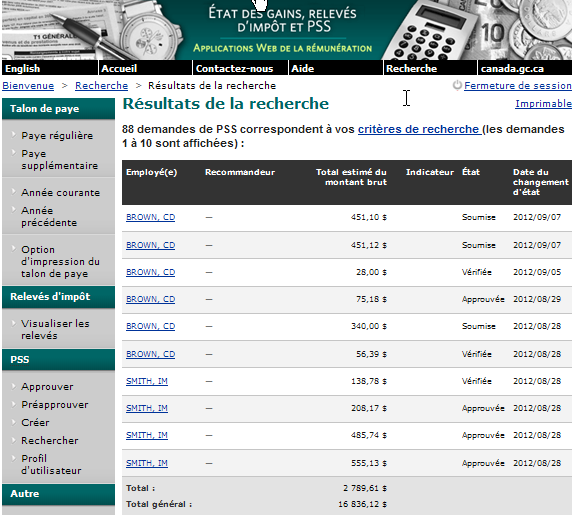 ÉTAT DES GAINS, RELEVÉS
D'IMPÔT ET PSS
APPLICATIONS WEB DE LA RÉMUNÉRATION
T1 GÉNÉRAL
English Accueil Contactez-nous Aide Recherche canada.gc.ca
Bienvenue > Recherche > Résultats de la recherche Fermeture de session
Imprimable
Talon de paye
Paye régulière
Paye
supplémentaire
Année courante
Année
précédente
Option
d'impression du
talon de paye
Relevés d'impôt
Visualiser les
relevés
PSS
Approuver
Préapprouver
Créer
Rechercher
Profil
d'utilisateur
Autre
Résultats de la recherche
88 demandes de PSS correspondent à vos critères de recherche (les demandes
1 à 10 sont affichées) :
Employé(e) Recommandeur Total estimé du montant brut Indicateur État Date du changement d'état
BROWN, CD — 451,10 $ Soumise 2012/09/07
BROWN, CD — 451,12 $ Soumise 2012/09/07
BROWN, CD — 28,00 $ Vérifiée 2012/09/05
BROWN, CD — 75,18 $ Approuvée 2012/08/29
BROWN, CD — 340,00 $ Soumise 2012/08/28
BROWN, CD — 56,39 $ Vérifiée 2012/08/28
SMITH, IM — 138,78 $ Vérifiée 2012/08/28
SMITH, IM — 208,17 $ Approuvée 2012/08/28
SMITH, IM — 485,74 $ Approuvée 2012/08/28
SMITH, IM — 555,13 $ Approuvée 2012/08/28
Total : 2 789,61 $
Total général : 16 836,12 $